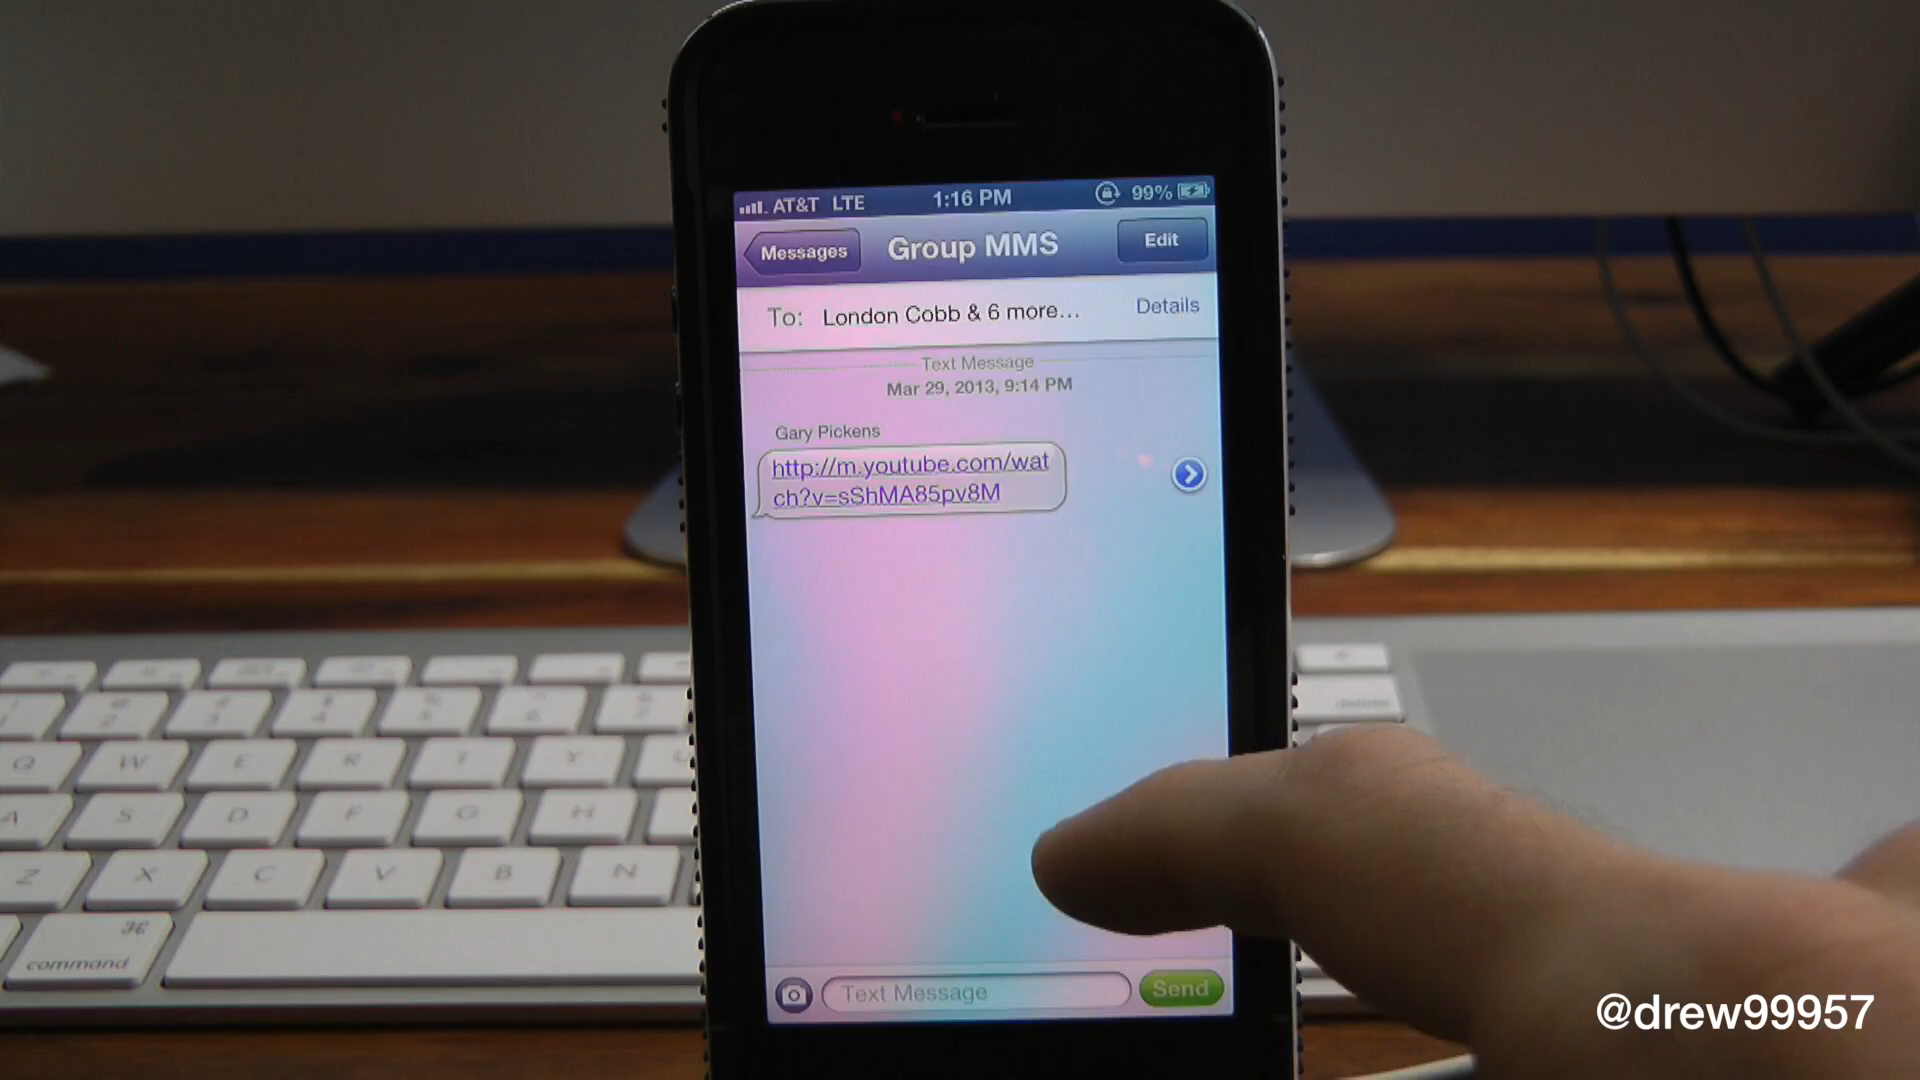 AT&T LTE 1:16 PM 99%
Messages Group MMS Edit
To: London Cobb & 6 more... Details
Text Message
Mar 29, 2013, 9:14 PM
Gary Pickens
http://m.youtube.com/wat
ch?v=sShMA85pv8M
Q W E R T Y U
A S D F G H
Z X C V B N
⌘
command
Text Message Send
@drew99957